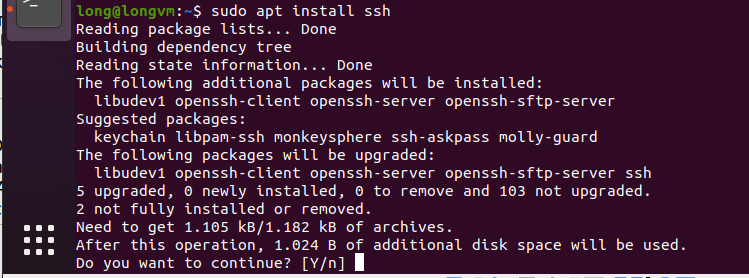 long@longvm:~$ sudo apt install ssh
Reading package lists... Done
Building dependency tree
Reading state information... Done
The following additional packages will be installed:
  libudev1 openssh-client openssh-server openssh-sftp-server
Suggested packages:
  keychain libpam-ssh monkeysphere ssh-askpass molly-guard
The following packages will be upgraded:
  libudev1 openssh-client openssh-server openssh-sftp-server ssh
5 upgraded, 0 newly installed, 0 to remove and 103 not upgraded.
2 not fully installed or removed.
Need to get 1.105 kB/1.182 kB of archives.
After this operation, 1.024 B of additional disk space will be used.
Do you want to continue? [Y/n]